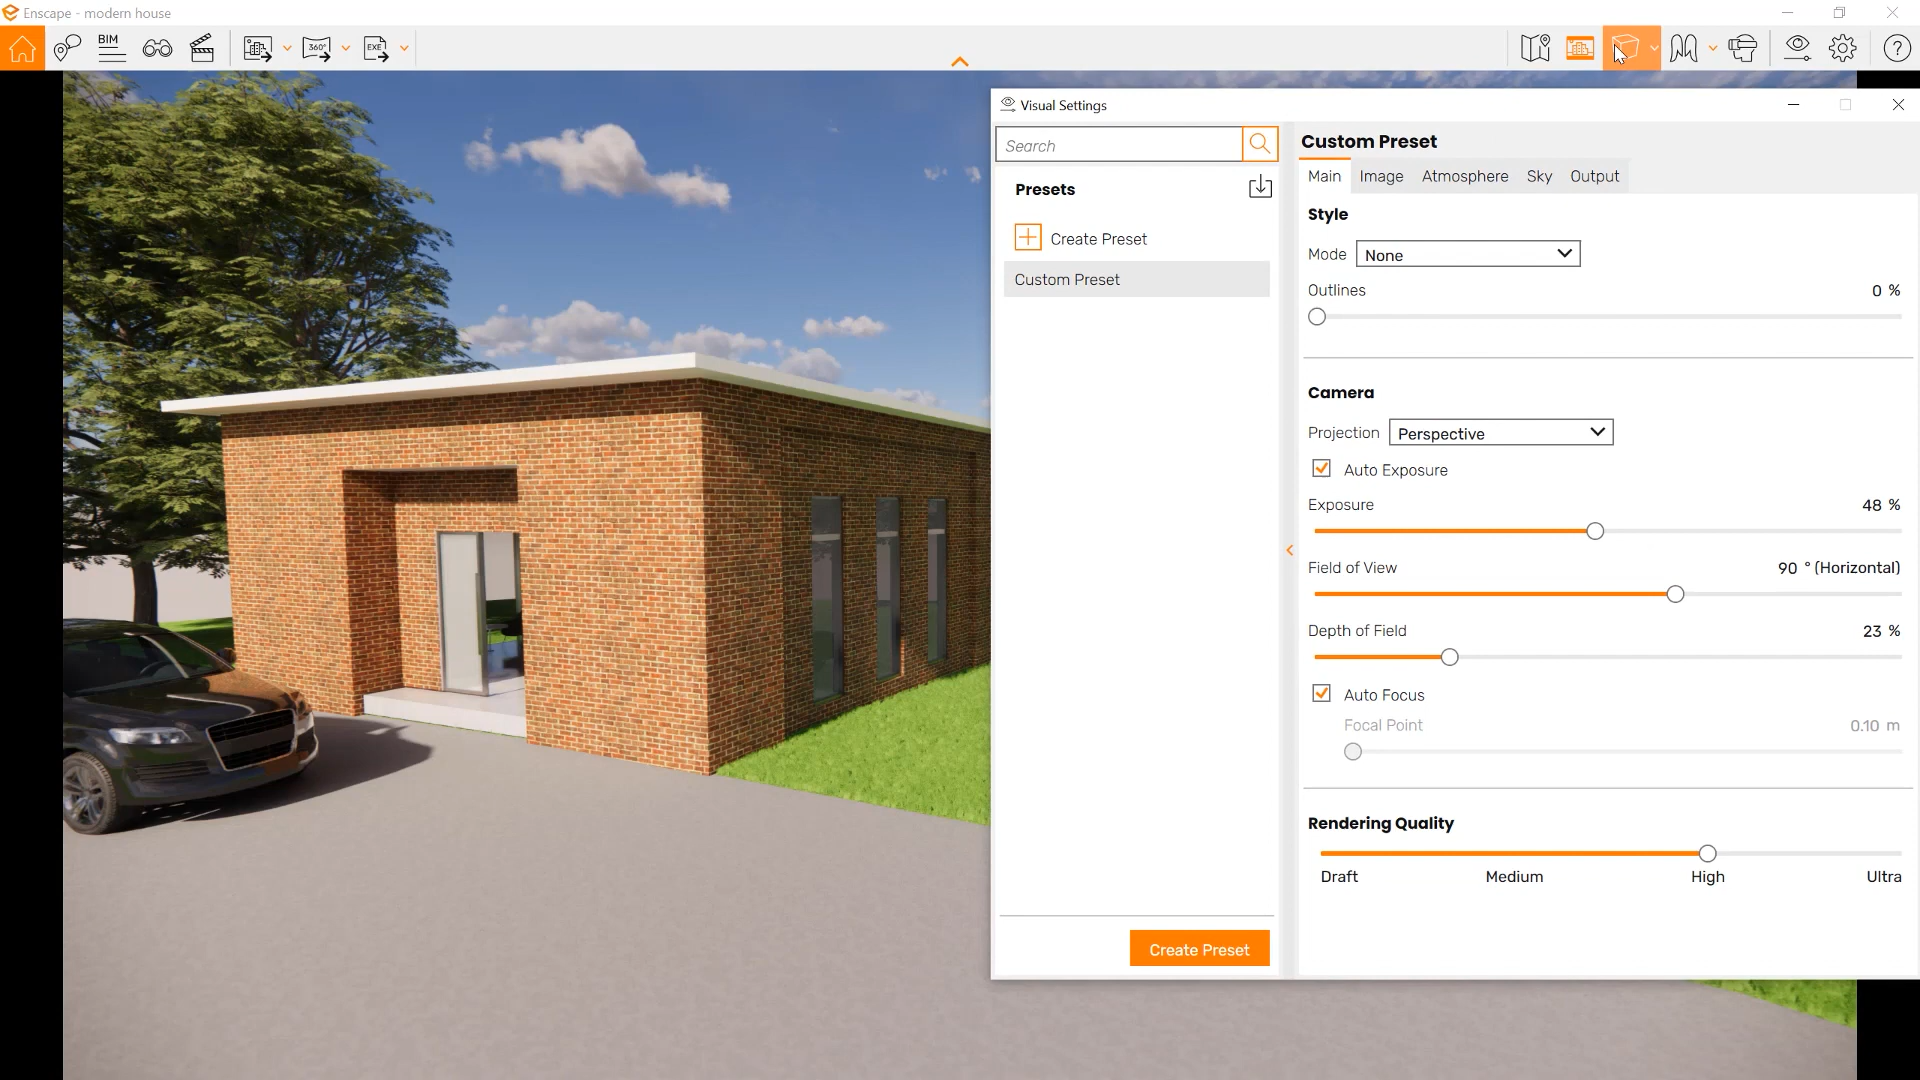 Enscape - modern house
BIM
360°
EXE
Visual Settings
Search
Presets
Create Preset
Custom Preset
Create Preset
Custom Preset
Main Image Atmosphere Sky Output
Style
Mode None
Outlines 0 %
Camera
Projection Perspective
Auto Exposure
Exposure 48 %
Field of View 90 ° (Horizontal)
Depth of Field 23 %
Auto Focus
Focal Point 0.10 m
Rendering Quality
Draft Medium High Ultra